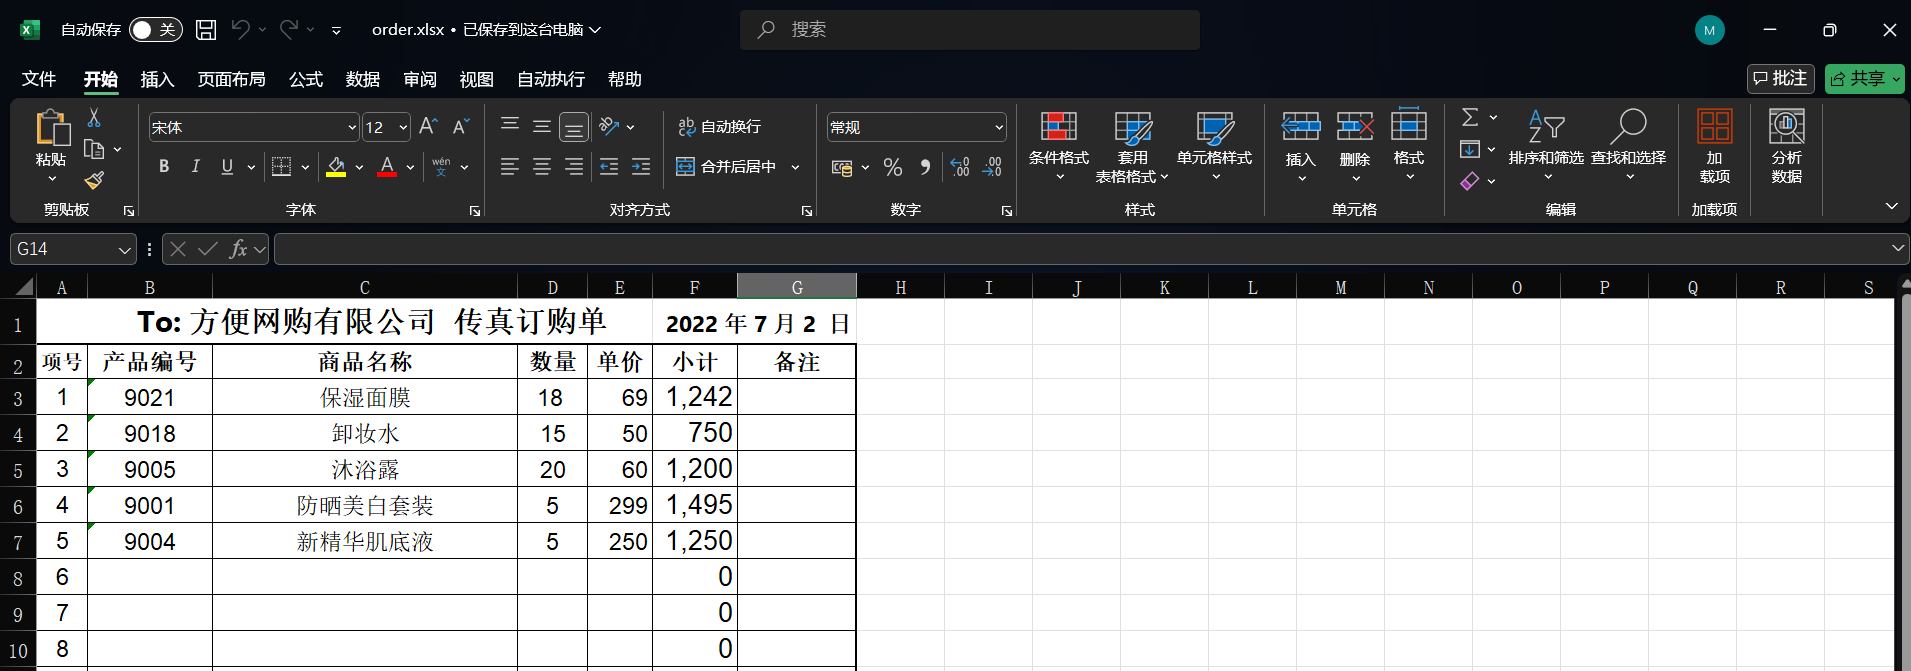 自动保存 关 order.xlsx • 已保存到这台电脑 搜索 M
文件 开始 插入 页面布局 公式 数据 审阅 视图 自动执行 帮助 批注 共享
宋体 12 自动换行 常规
粘贴 B I U A wén 文 合并后居中 % .00 .00 条件格式 套用 表格格式 单元格样式 插入 删除 格式 排序和筛选 查找和选择 加 载项 分析 数据
剪贴板 字体 对齐方式 数字 样式 单元格 编辑 加载项
G14 fx
A B C D E F G H I J K L M N O P Q R S
1 To: 方便网购有限公司 传真订购单 2022 年 7 月 2 日
2 项号 产品编号 商品名称 数量 单价 小计 备注
3 1 9021 保湿面膜 18 69 1,242
4 2 9018 卸妆水 15 50 750
5 3 9005 沐浴露 20 60 1,200
6 4 9001 防晒美白套装 5 299 1,495
7 5 9004 新精华肌底液 5 250 1,250
8 6 0
9 7 0
10 8 0